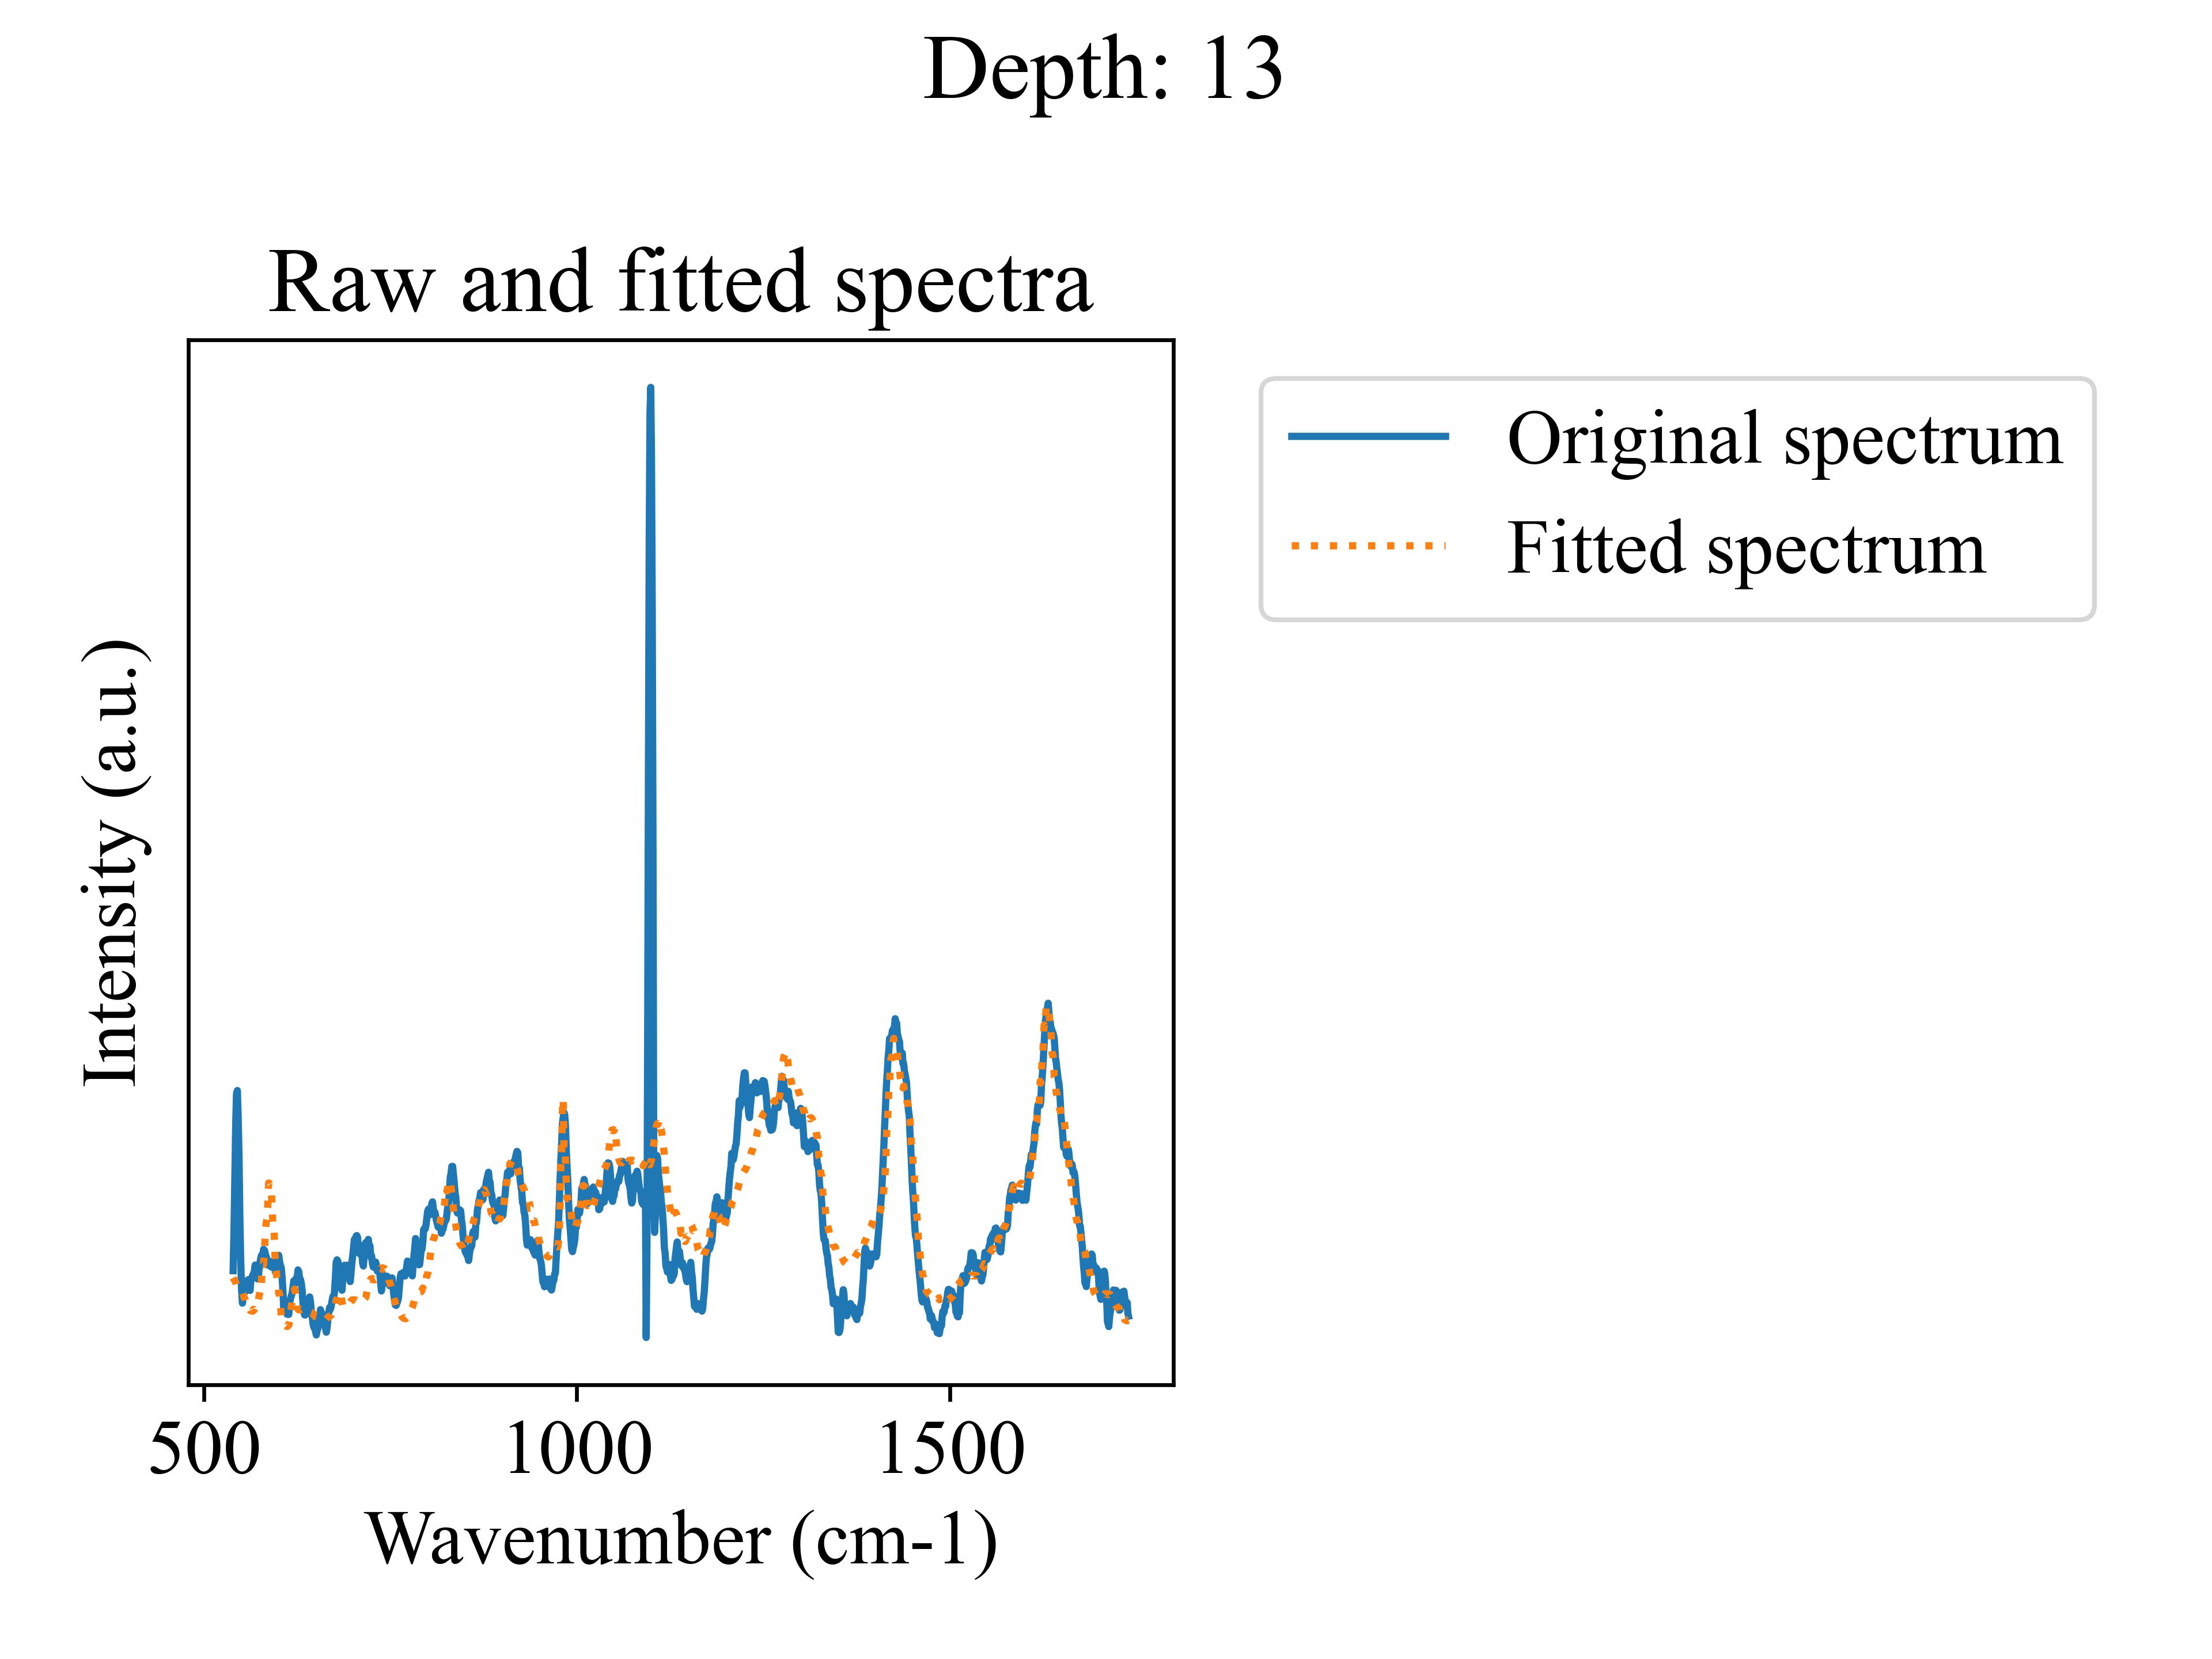 Depth: 13
Raw and fitted spectra
Intensity (a.u.)
Original spectrum
Fitted spectrum
500 1000 1500
Wavenumber (cm-1)